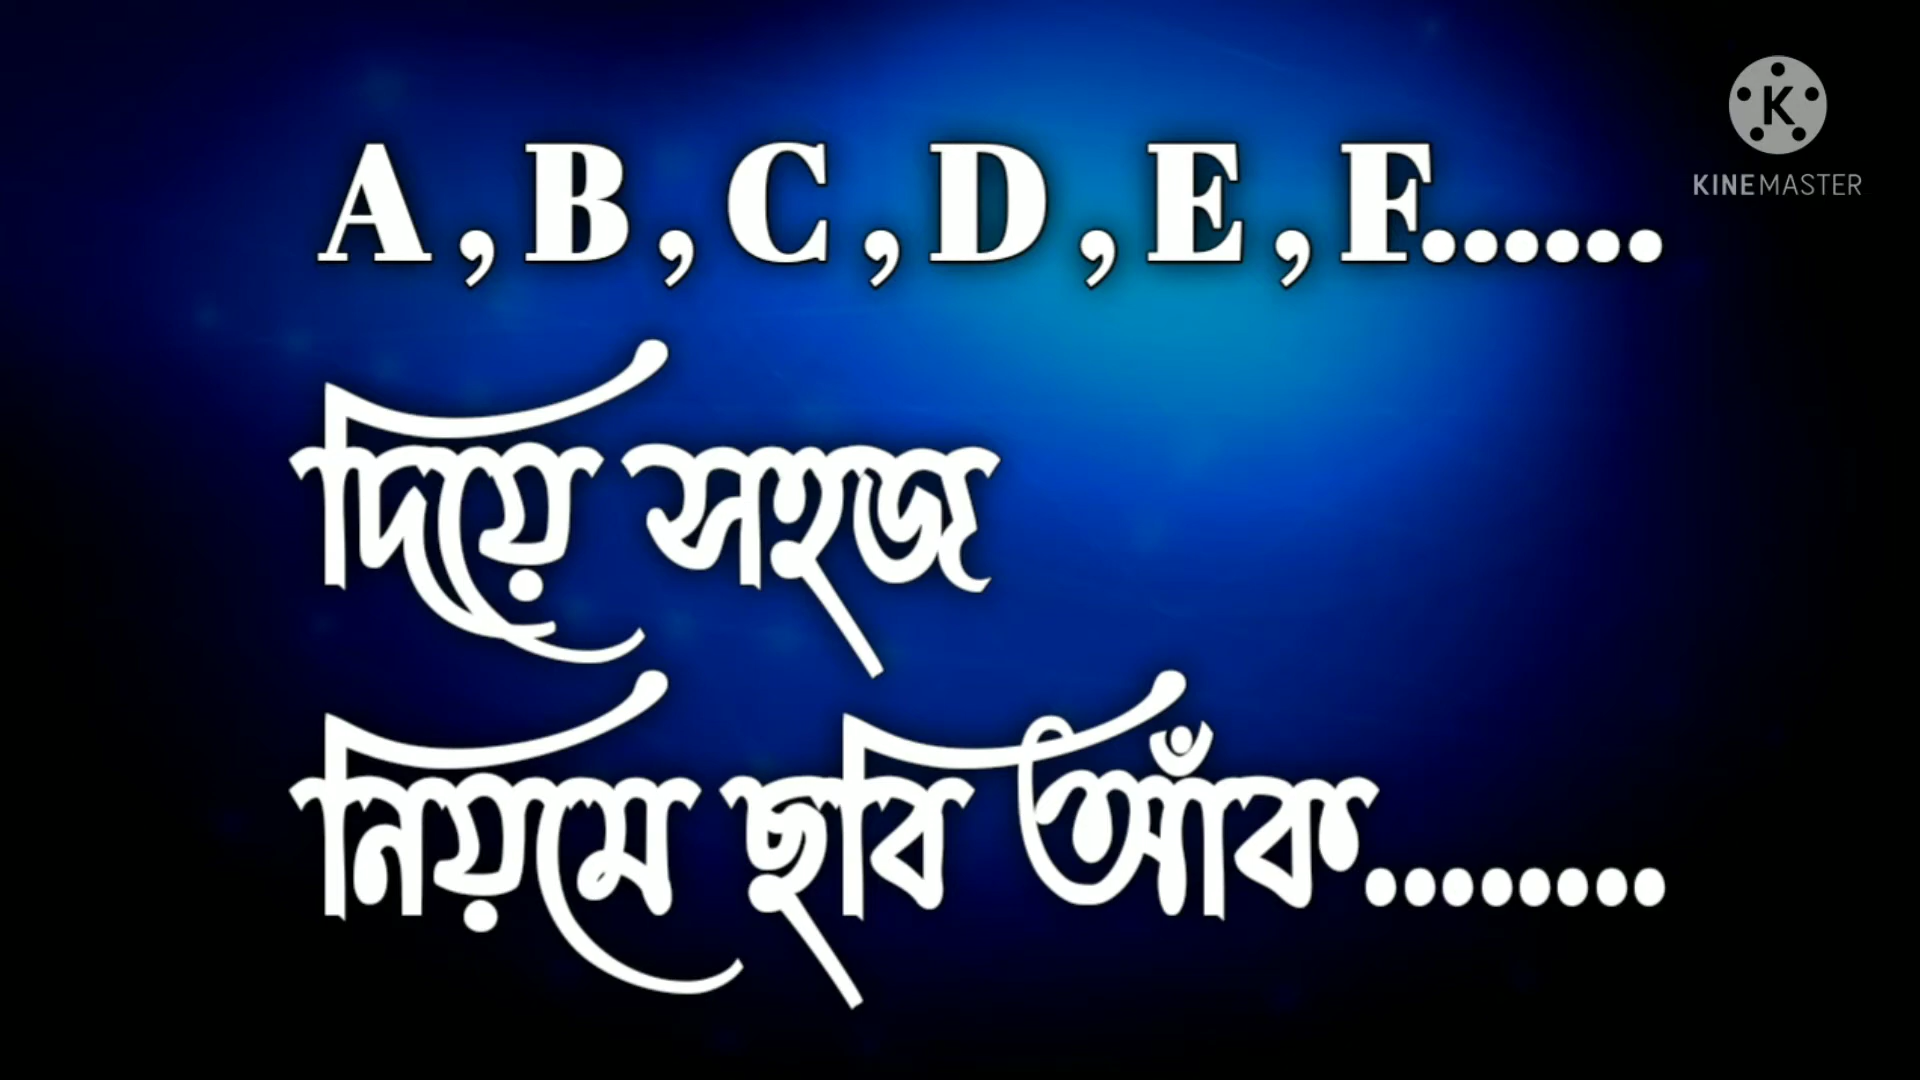 A,B,C,D,E,F......
KINEMASTER
দিয়ে সহজ
নিয়মে ছবি আঁক........